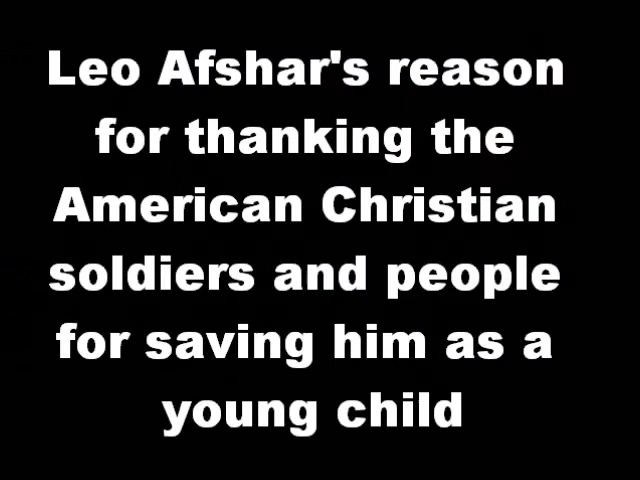 Leo Afshar's reason
for thanking the
American Christian
soldiers and people
for saving him as a
young child